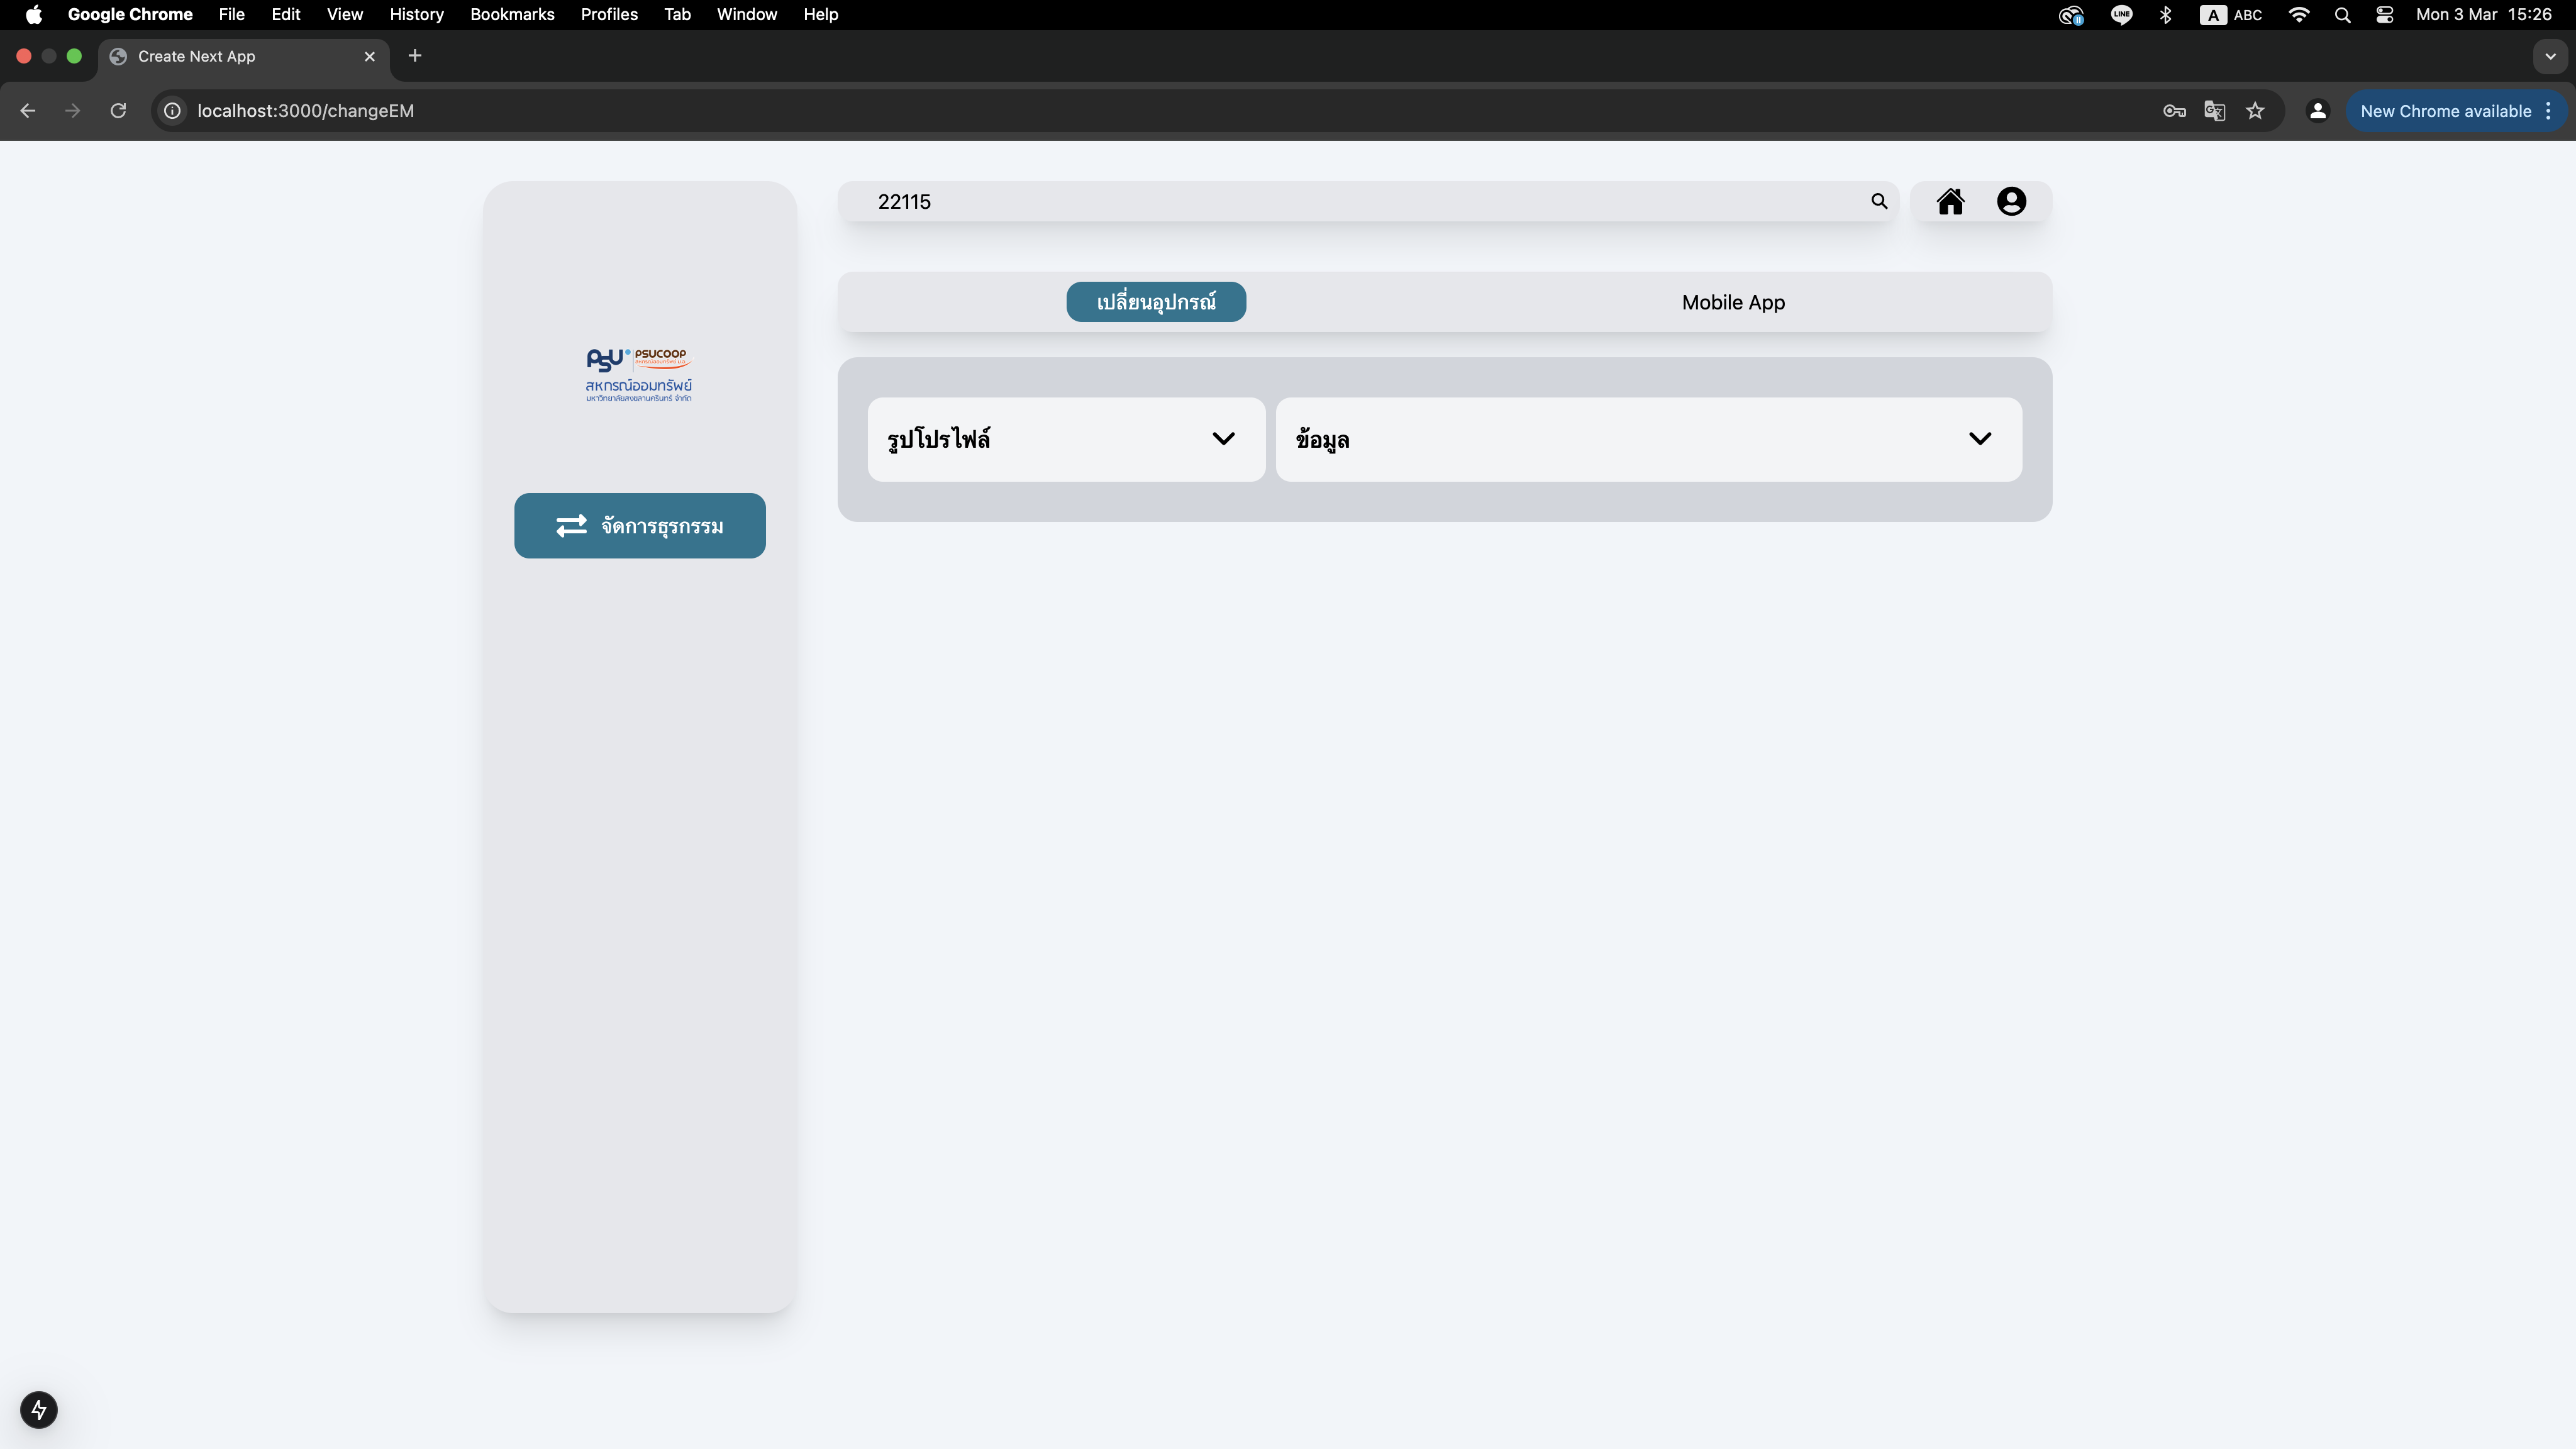 Google Chrome File Edit View History Bookmarks Profiles Tab Window Help LINE A ABC Mon 3 Mar 15:26
Create Next App
localhost:3000/changeEM New Chrome available
22115
เปลี่ยนอุปกรณ์ Mobile App
PSU PSUCOOP
สหกรณ์ออมทรัพย์
มหาวิทยาลัยสงขลานครินทร์ จำกัด
รูปโปรไฟล์ ข้อมูล
จัดการธุรกรรม